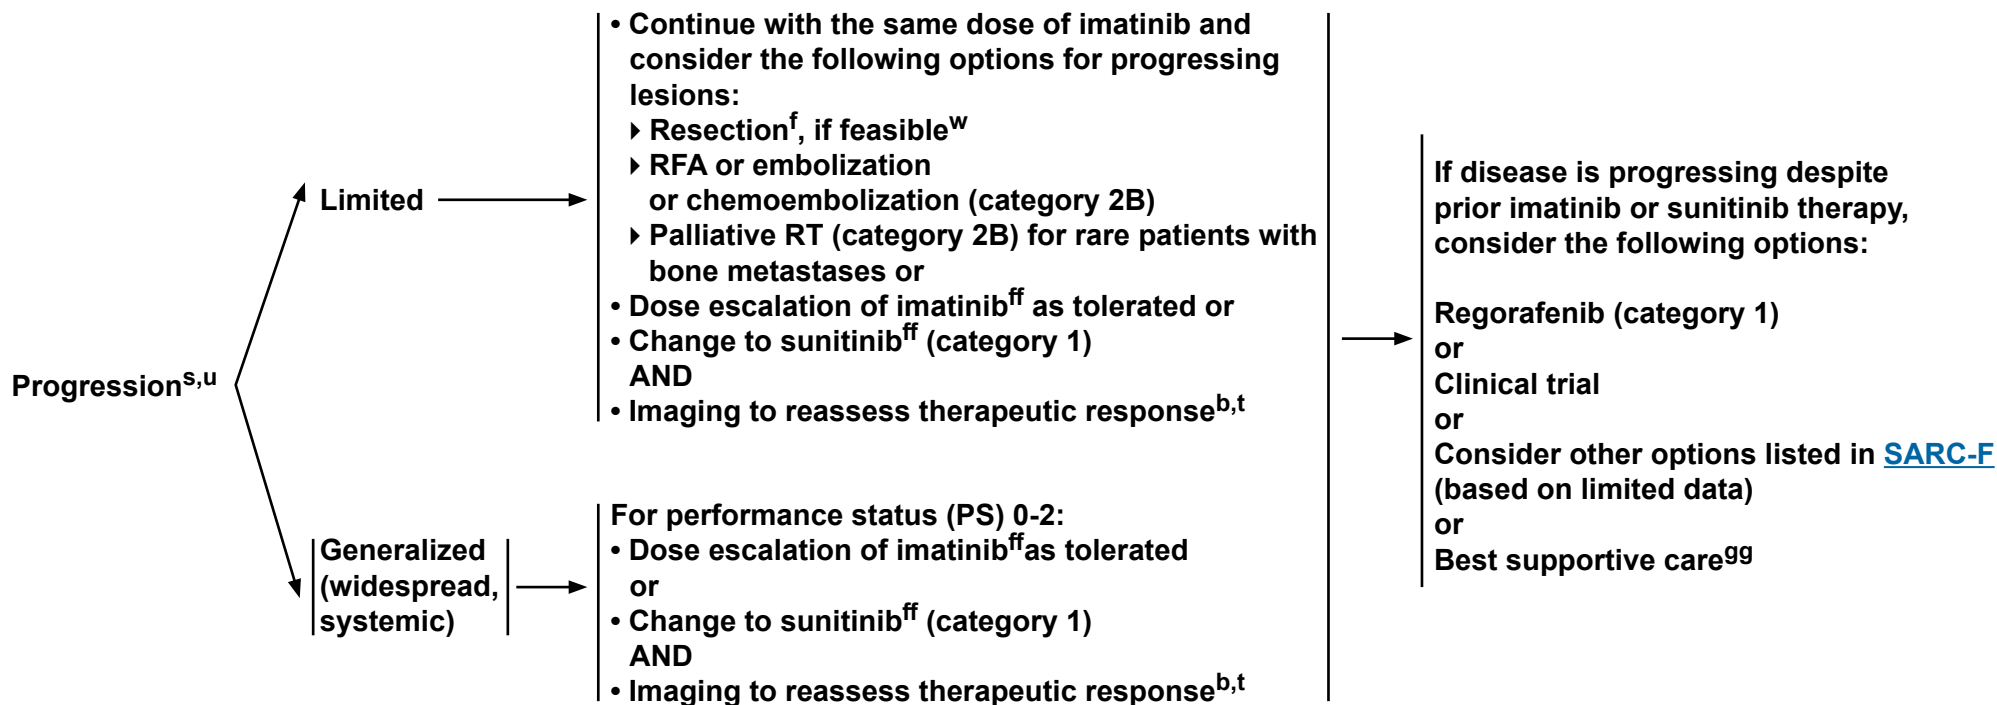 Progression^s,u
Limited
• Continue with the same dose of imatinib and
consider the following options for progressing
lesions:
▸ Resection^f, if feasible^w
▸ RFA or embolization
or chemoembolization (category 2B)
▸ Palliative RT (category 2B) for rare patients with
bone metastases or
• Dose escalation of imatinib^ff as tolerated or
• Change to sunitinib^ff (category 1)
AND
• Imaging to reassess therapeutic response^b,t
Generalized
(widespread,
systemic)
For performance status (PS) 0-2:
• Dose escalation of imatinib^ff as tolerated
or
• Change to sunitinib^ff (category 1)
AND
• Imaging to reassess therapeutic response^b,t
If disease is progressing despite
prior imatinib or sunitinib therapy,
consider the following options:
Regorafenib (category 1)
or
Clinical trial
or
Consider other options listed in SARC-F
(based on limited data)
or
Best supportive care^gg